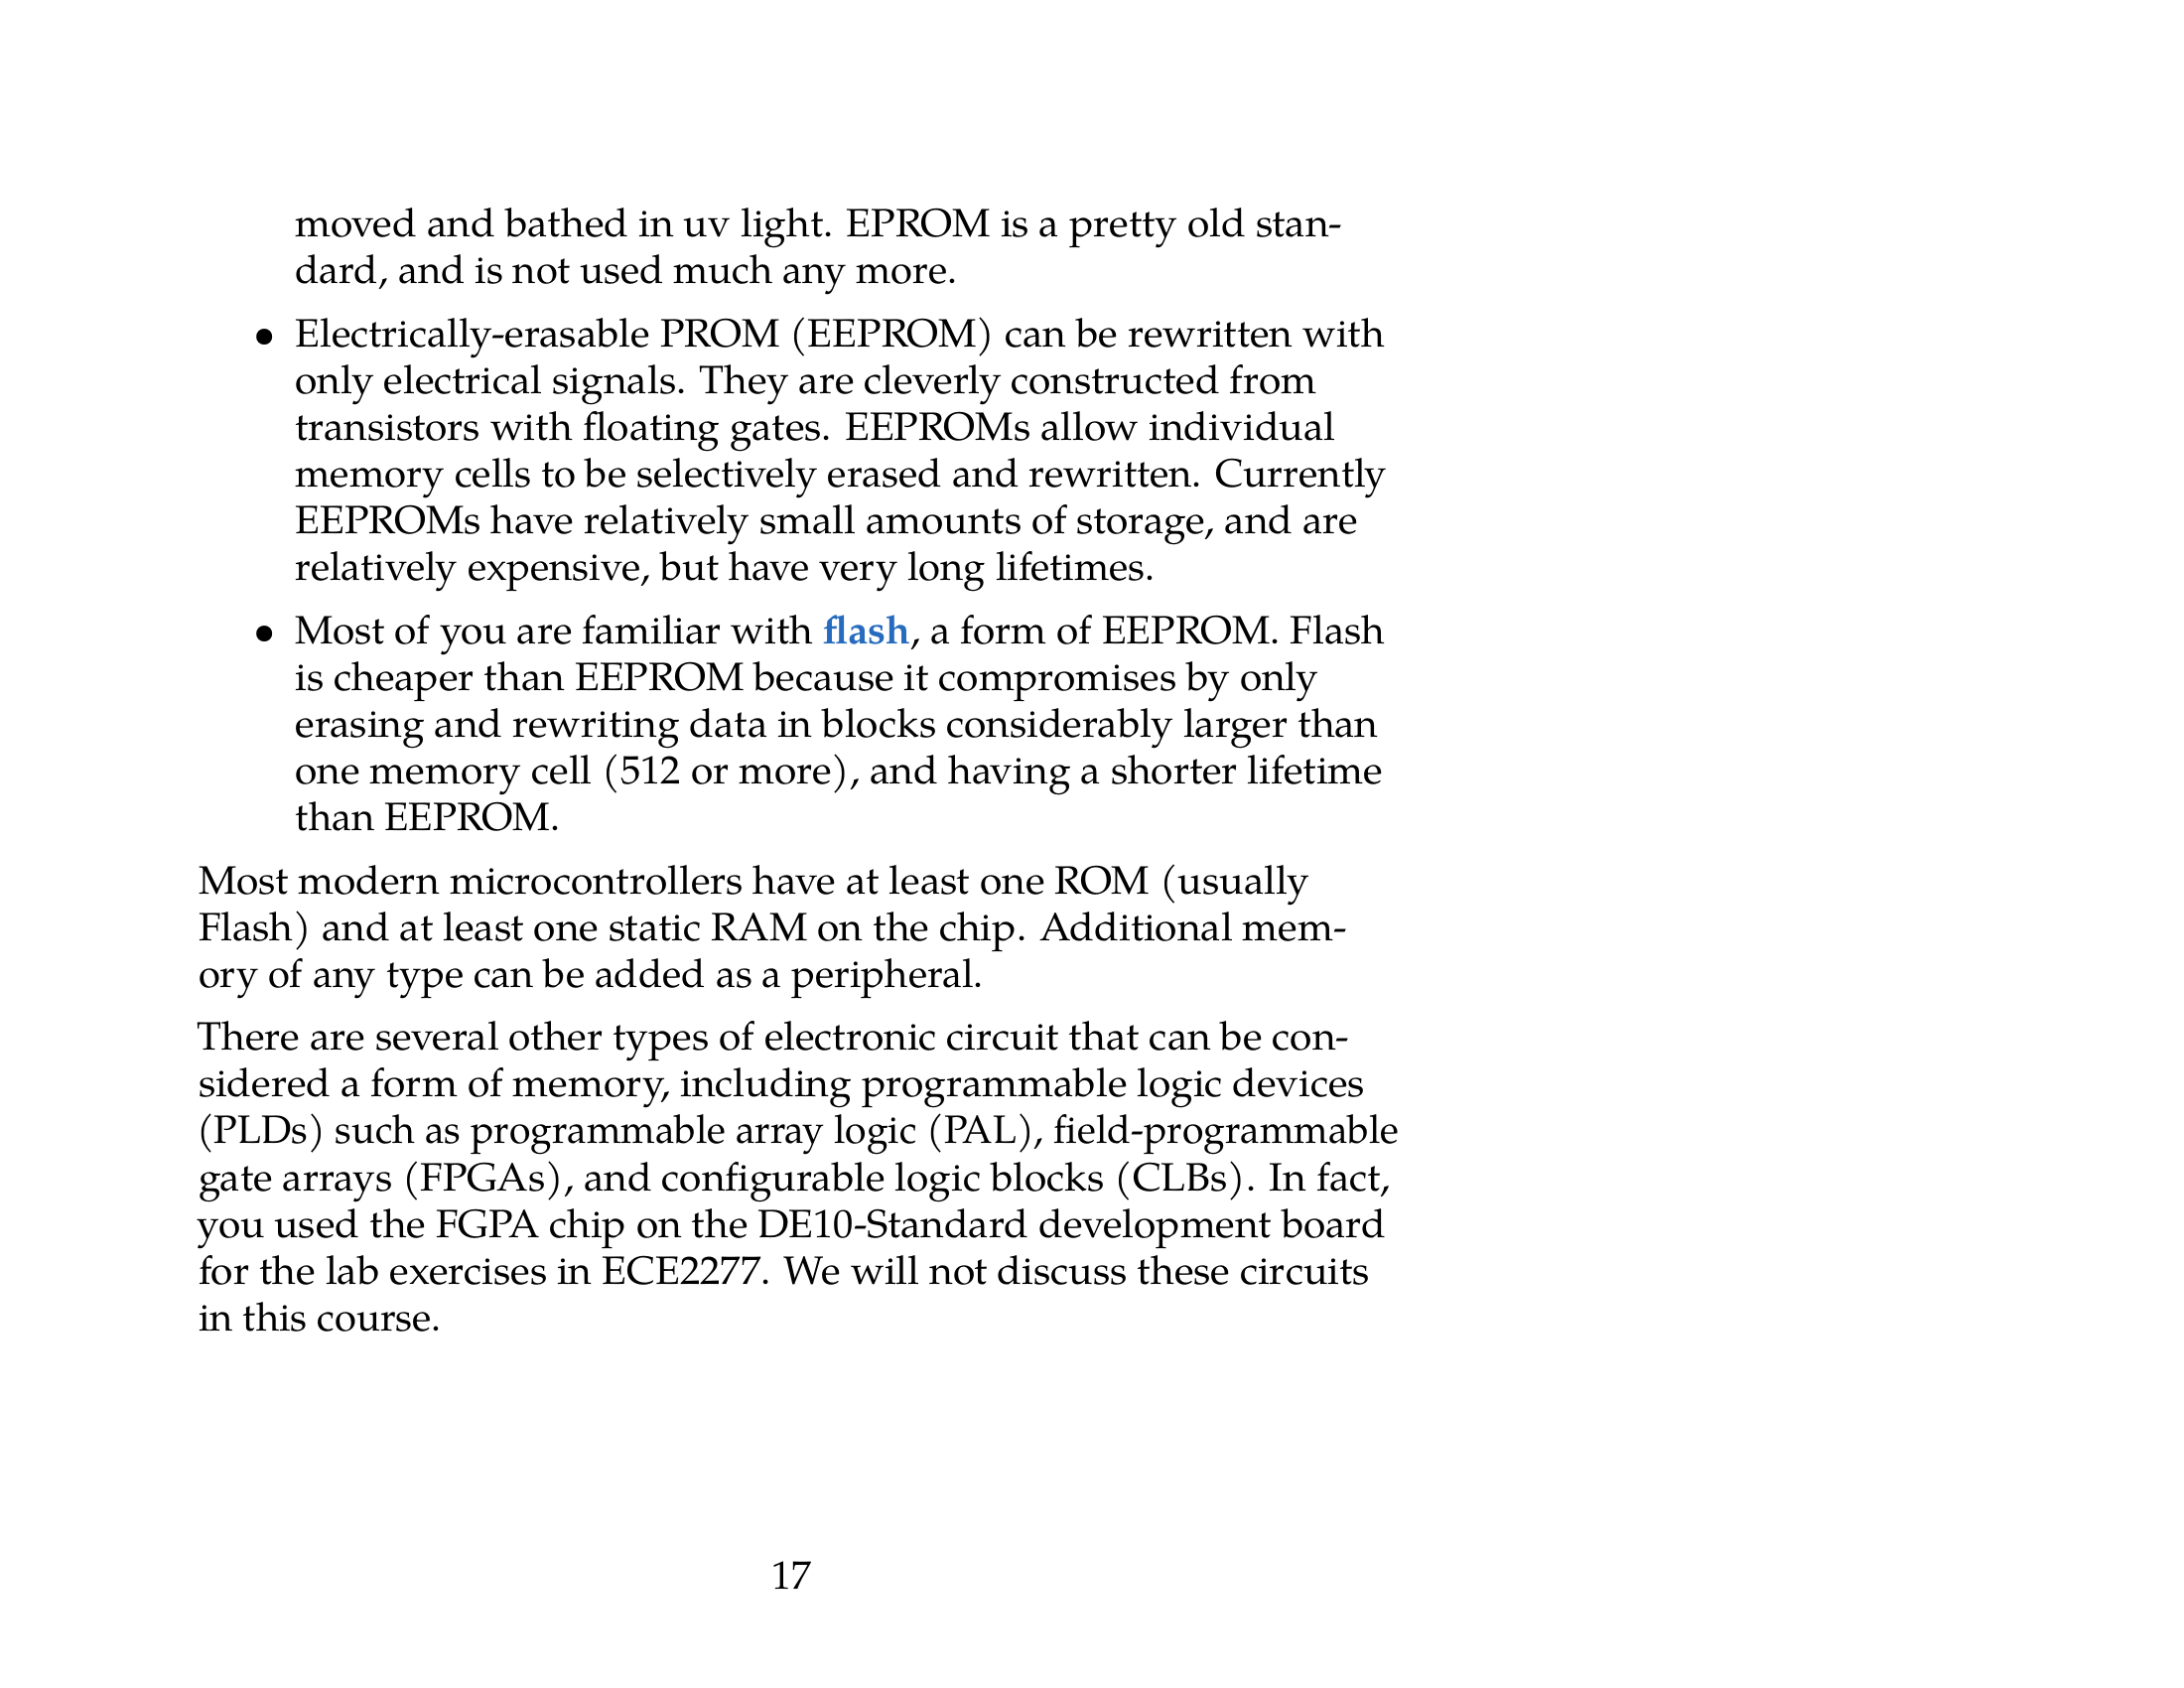 moved and bathed in uv light. EPROM is a pretty old stan-
dard, and is not used much any more.
• Electrically-erasable PROM (EEPROM) can be rewritten with
only electrical signals. They are cleverly constructed from
transistors with floating gates. EEPROMs allow individual
memory cells to be selectively erased and rewritten. Currently
EEPROMs have relatively small amounts of storage, and are
relatively expensive, but have very long lifetimes.
• Most of you are familiar with flash, a form of EEPROM. Flash
is cheaper than EEPROM because it compromises by only
erasing and rewriting data in blocks considerably larger than
one memory cell (512 or more), and having a shorter lifetime
than EEPROM.
Most modern microcontrollers have at least one ROM (usually
Flash) and at least one static RAM on the chip. Additional mem-
ory of any type can be added as a peripheral.
There are several other types of electronic circuit that can be con-
sidered a form of memory, including programmable logic devices
(PLDs) such as programmable array logic (PAL), field-programmable
gate arrays (FPGAs), and configurable logic blocks (CLBs). In fact,
you used the FGPA chip on the DE10-Standard development board
for the lab exercises in ECE2277. We will not discuss these circuits
in this course.
17